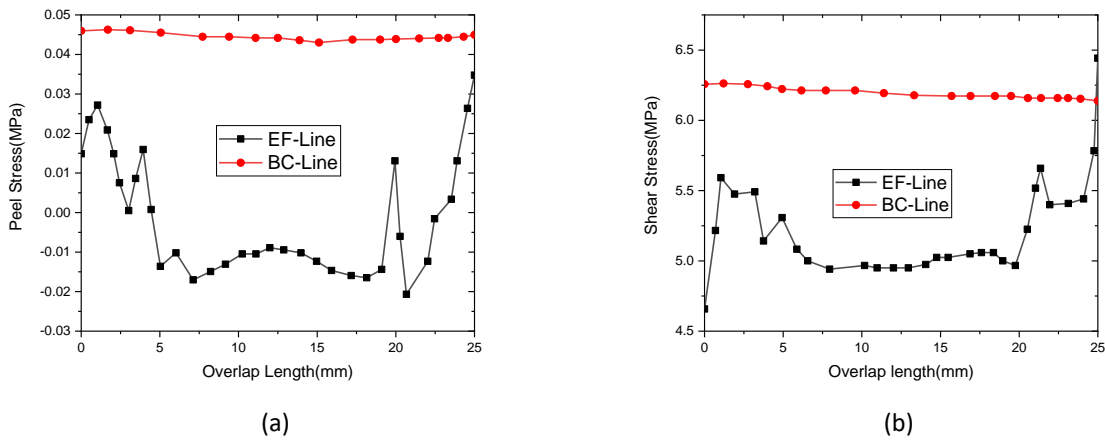 0.05
0.04
0.03
0.02
0.01
0.00
-0.01
-0.02
-0.03
Peel Stress(MPa)
EF-Line
BC-Line
0 5 10 15 20 25
Overlap Length(mm)
(a)
6.5
6.0
5.5
5.0
4.5
Shear Stress(MPa)
EF-Line
BC-Line
0 5 10 15 20 25
Overlap length(mm)
(b)